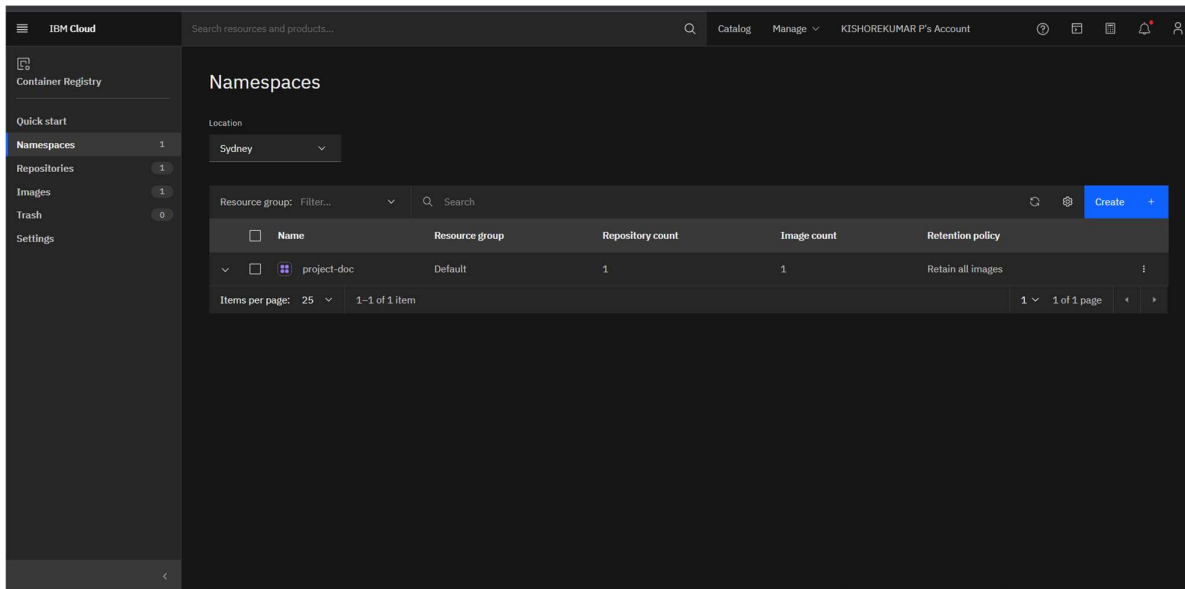 IBM Cloud
Search resources and products...
Catalog
Manage
KISHOREKUMAR P's Account
Container Registry
Quick start
Namespaces 1
Repositories 1
Images 1
Trash 0
Settings
Namespaces
Location
Sydney
Resource group: Filter...
Search
Create +
Name Resource group Repository count Image count Retention policy
project-doc Default 1 1 Retain all images
Items per page: 25 1–1 of 1 item 1 1 of 1 page